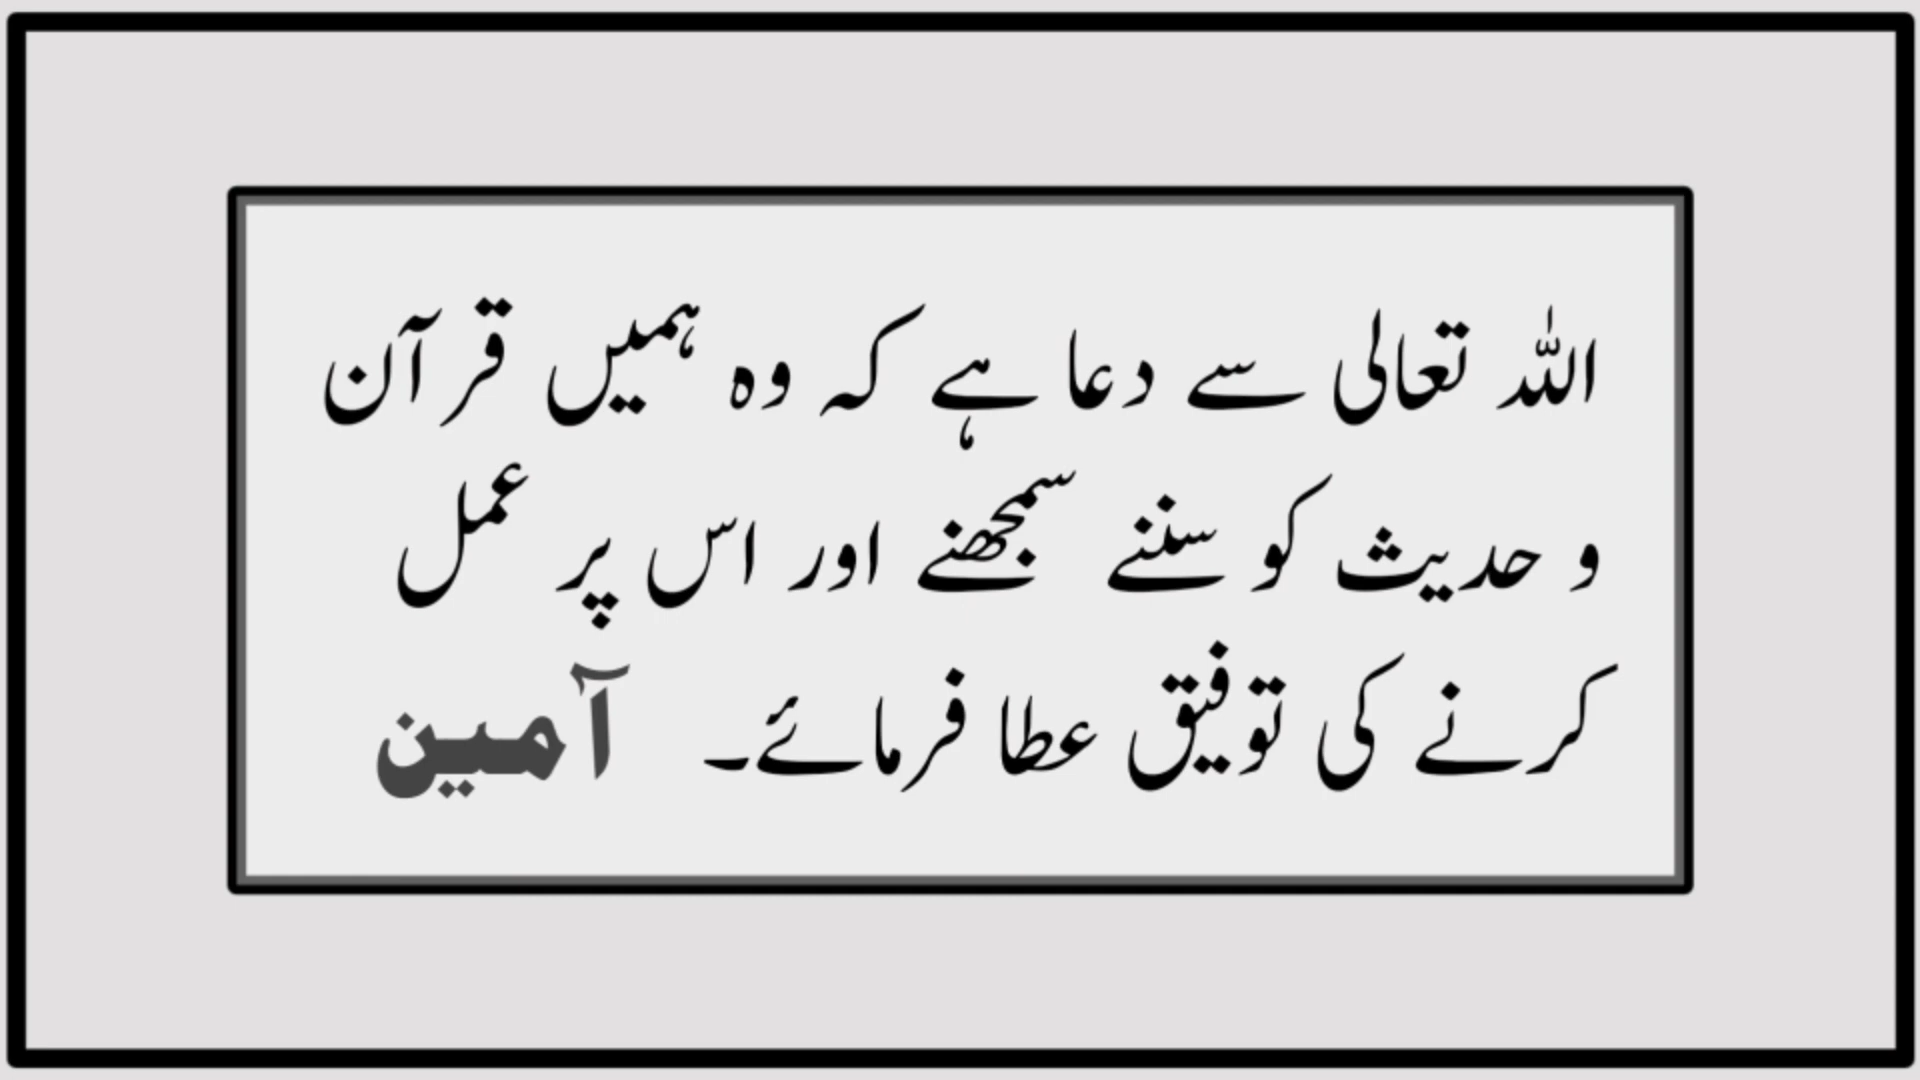 اللہ تعالی سے دعا ہے کہ وہ ہمیں قرآن
و حدیث کو سننے سمجھنے اور اس پر عمل
کرنے کی توفیق عطا فرمائے۔ آمین